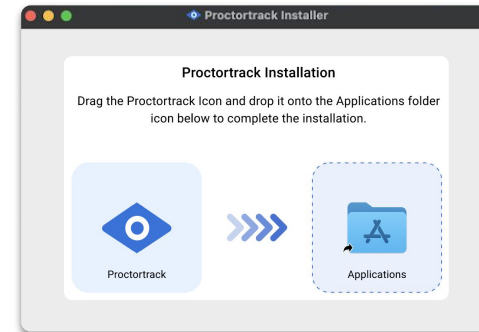 Proctortrack Installer
Proctortrack Installation
Drag the Proctortrack Icon and drop it onto the Applications folder
icon below to complete the installation.
Proctortrack
Applications